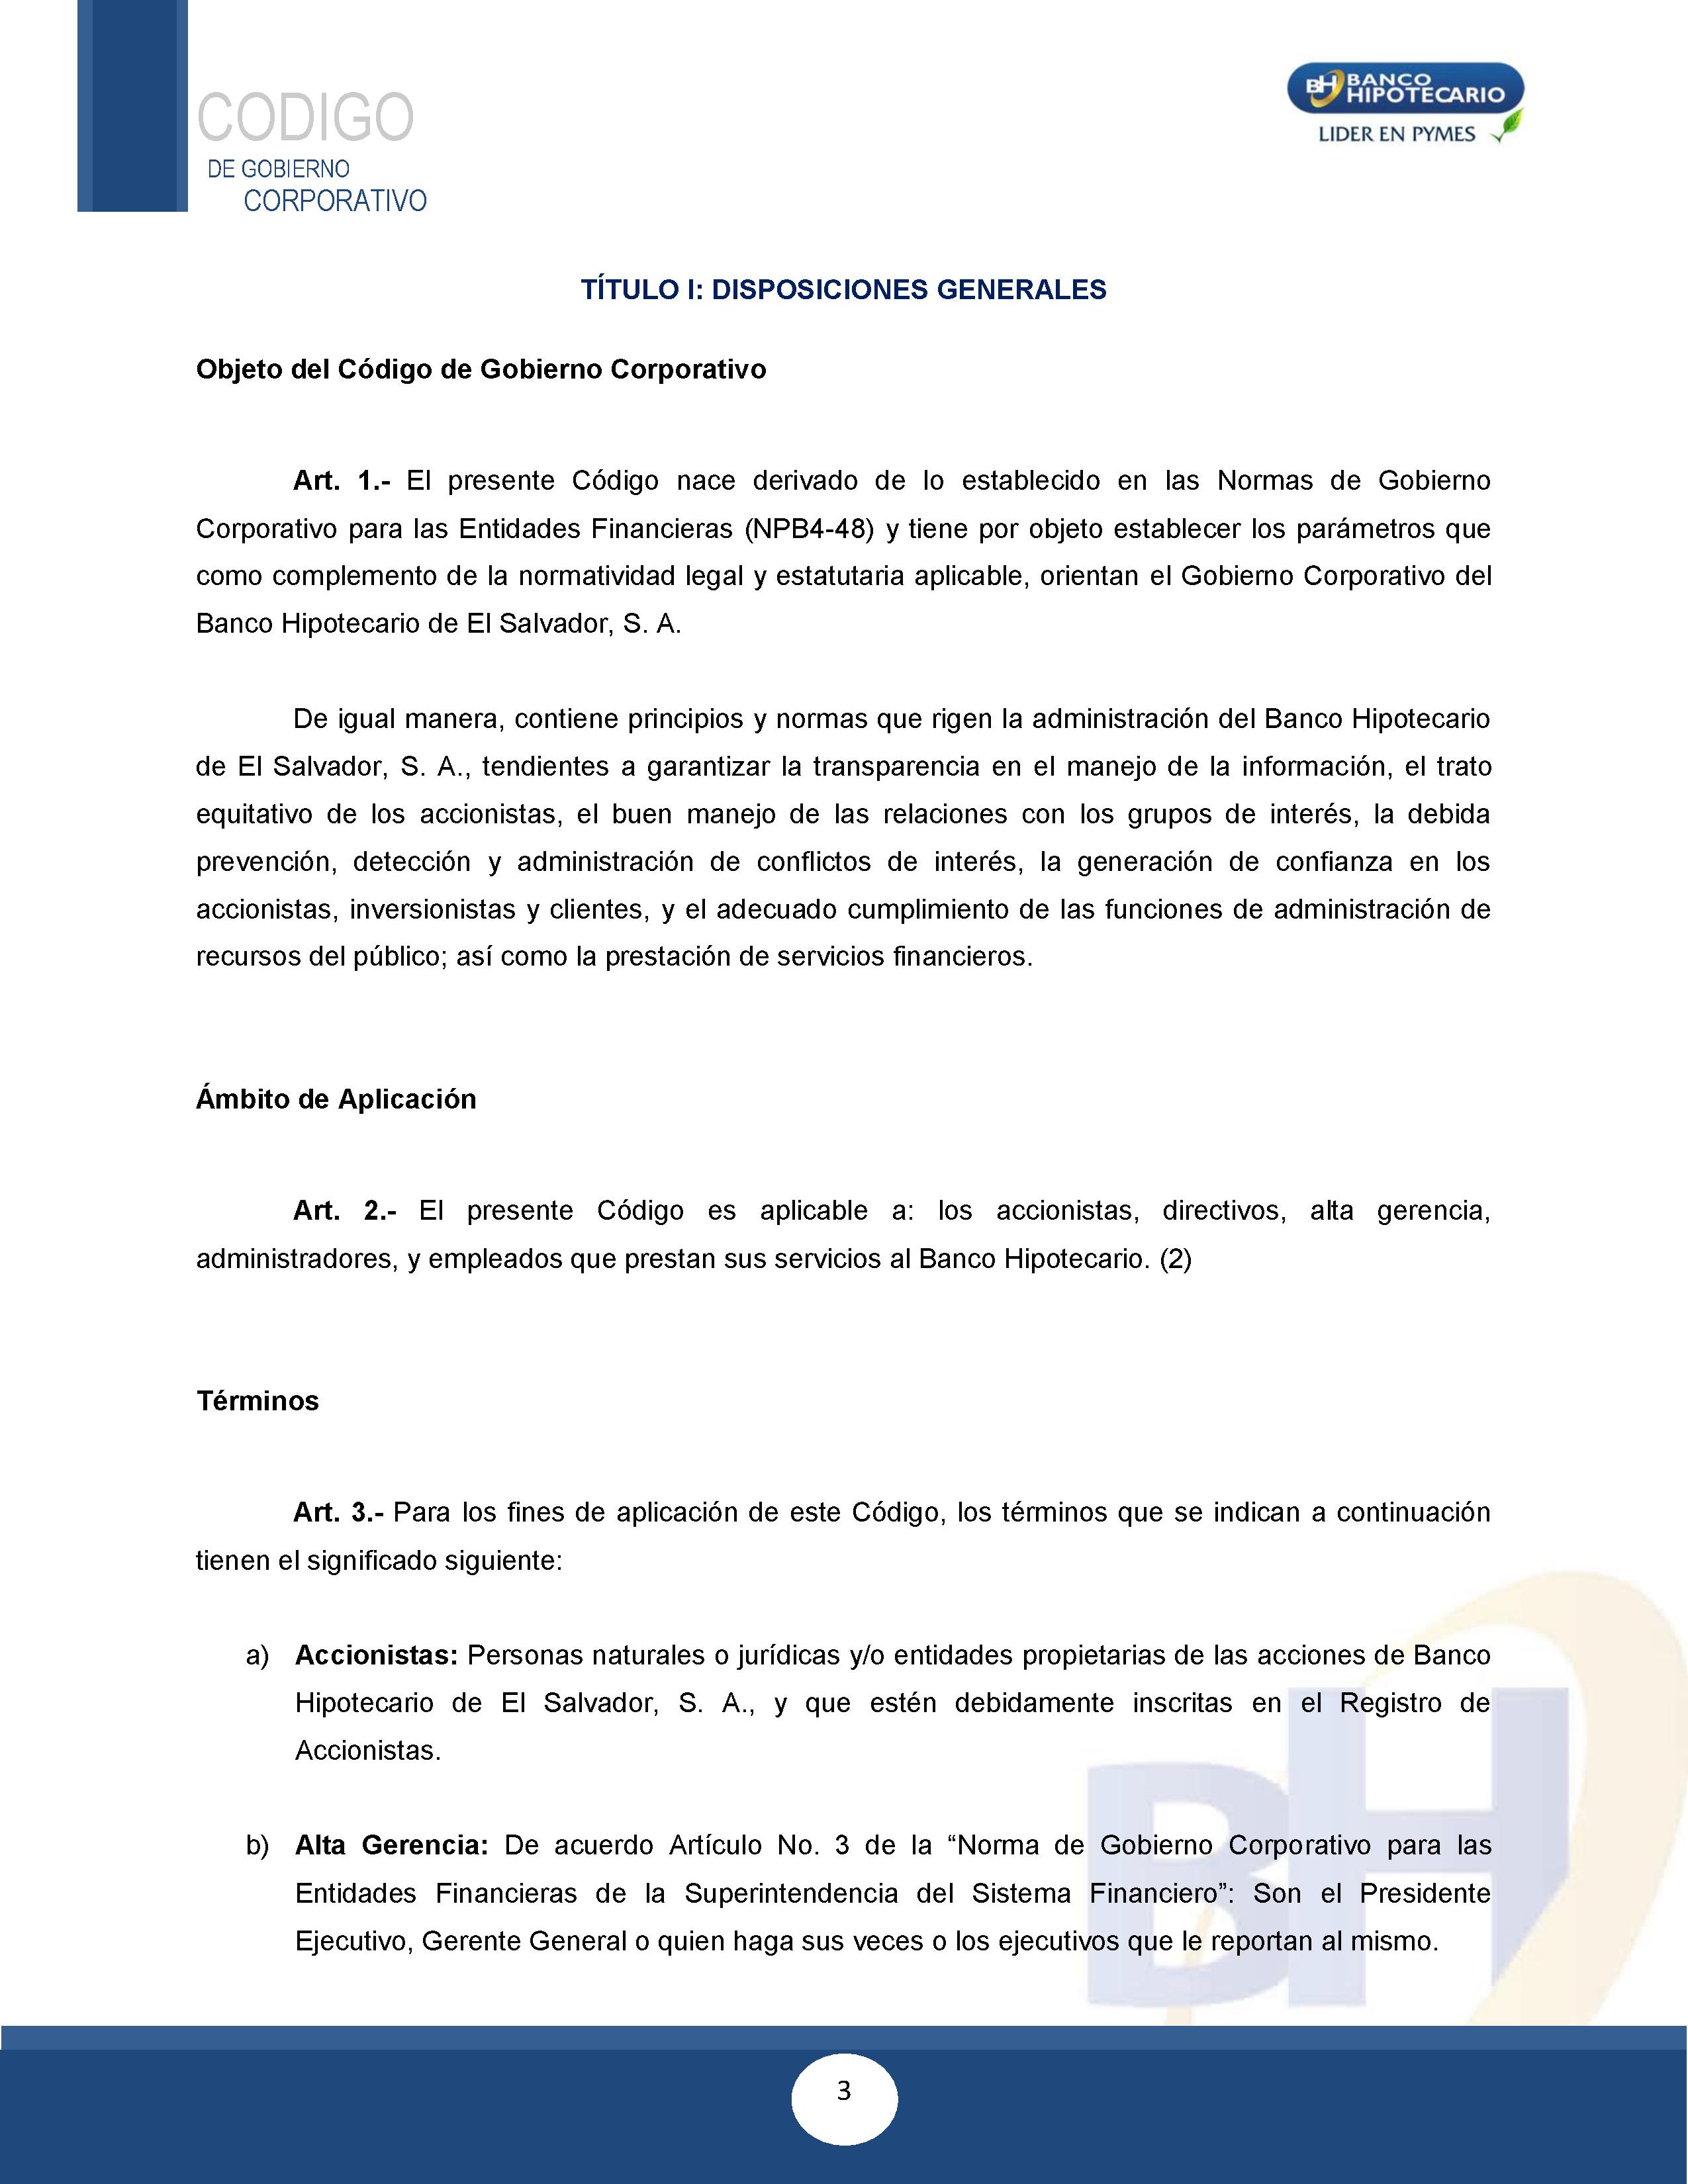 CODIGO
DE GOBIERNO
CORPORATIVO
BH BANCO
HIPOTECARIO
LIDER EN PYMES
TÍTULO I: DISPOSICIONES GENERALES
Objeto del Código de Gobierno Corporativo
Art. 1.- El presente Código nace derivado de lo establecido en las Normas de Gobierno
Corporativo para las Entidades Financieras (NPB4-48) y tiene por objeto establecer los parámetros que
como complemento de la normatividad legal y estatutaria aplicable, orientan el Gobierno Corporativo del
Banco Hipotecario de El Salvador, S. A.
De igual manera, contiene principios y normas que rigen la administración del Banco Hipotecario
de El Salvador, S. A., tendientes a garantizar la transparencia en el manejo de la información, el trato
equitativo de los accionistas, el buen manejo de las relaciones con los grupos de interés, la debida
prevención, detección y administración de conflictos de interés, la generación de confianza en los
accionistas, inversionistas y clientes, y el adecuado cumplimiento de las funciones de administración de
recursos del público; así como la prestación de servicios financieros.
Ámbito de Aplicación
Art. 2.- El presente Código es aplicable a: los accionistas, directivos, alta gerencia,
administradores, y empleados que prestan sus servicios al Banco Hipotecario. (2)
Términos
Art. 3.- Para los fines de aplicación de este Código, los términos que se indican a continuación
tienen el significado siguiente:
a) Accionistas: Personas naturales o jurídicas y/o entidades propietarias de las acciones de Banco
Hipotecario de El Salvador, S. A., y que estén debidamente inscritas en el Registro de
Accionistas.
b) Alta Gerencia: De acuerdo Artículo No. 3 de la “Norma de Gobierno Corporativo para las
Entidades Financieras de la Superintendencia del Sistema Financiero”: Son el Presidente
Ejecutivo, Gerente General o quien haga sus veces o los ejecutivos que le reportan al mismo.
BH
3